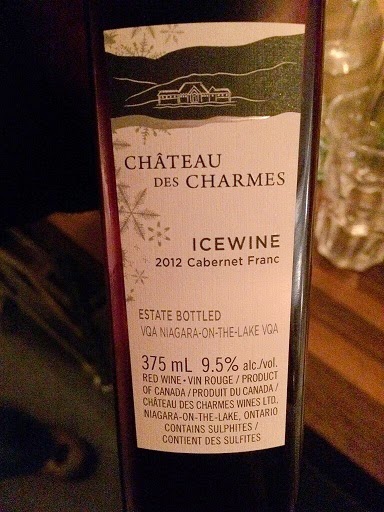 CHÂTEAU
DES CHARMES
ICEWINE
2012 Cabernet Franc
ESTATE BOTTLED
VQA NIAGARA-ON-THE-LAKE VQA
375 mL 9.5% alc./vol.
RED WINE • VIN ROUGE / PRODUCT
OF CANADA / PRODUIT DU CANADA /
CHÂTEAU DES CHARMES WINES LTD.
NIAGARA-ON-THE-LAKE, ONTARIO
CONTAINS SULPHITES /
CONTIENT DES SULFITES